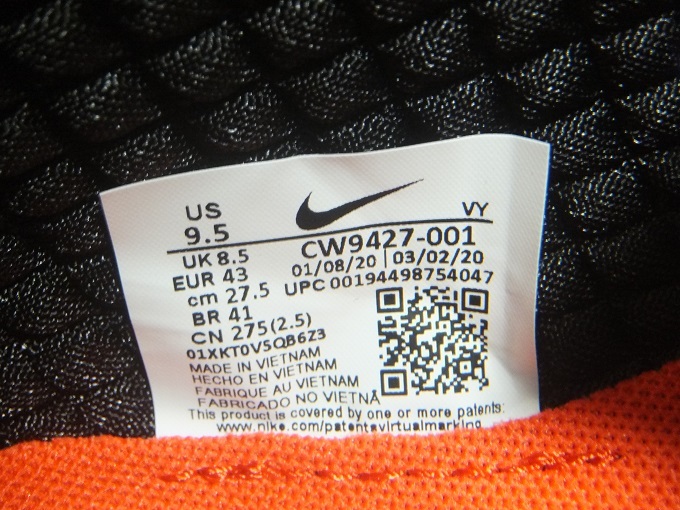 US
9.5
VY
UK 8.5
CW9427-001
EUR 43
01/08/20 | 03/02/20
cm 27.5
UPC 00194498754047
BR 41
CN 275(2.5)
01XKT0V5QB6Z3
MADE IN VIETNAM
HECHO EN VIETNAM
FABRIQUE AU VIETNAM
FABRICADO NO VIETNÃ
This product is covered by one or more patents:
www.nike.com/patentsvirtualmarking